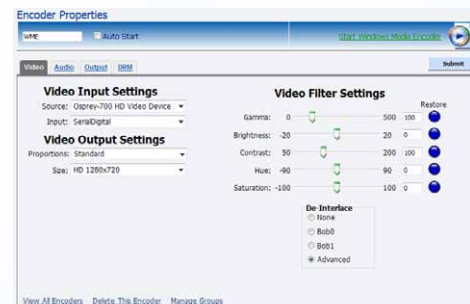 Encoder Properties
WME Auto Start Start Windows Media Encoder
Video Audio Output DRM Submit
Video Input Settings
Source: Osprey-700 HD Video Device
Input: SerialDigital
Video Output Settings
Proportions: Standard
Size: HD 1280x720
Video Filter Settings
Restore
Gamma: 0 500 100
Brightness: -20 20 0
Contrast: 50 200 100
Hue: -90 90 0
Saturation: -100 100 0
De-Interlace
None
Bob0
Bob1
Advanced
View All Encoders Delete This Encoder Manage Groups